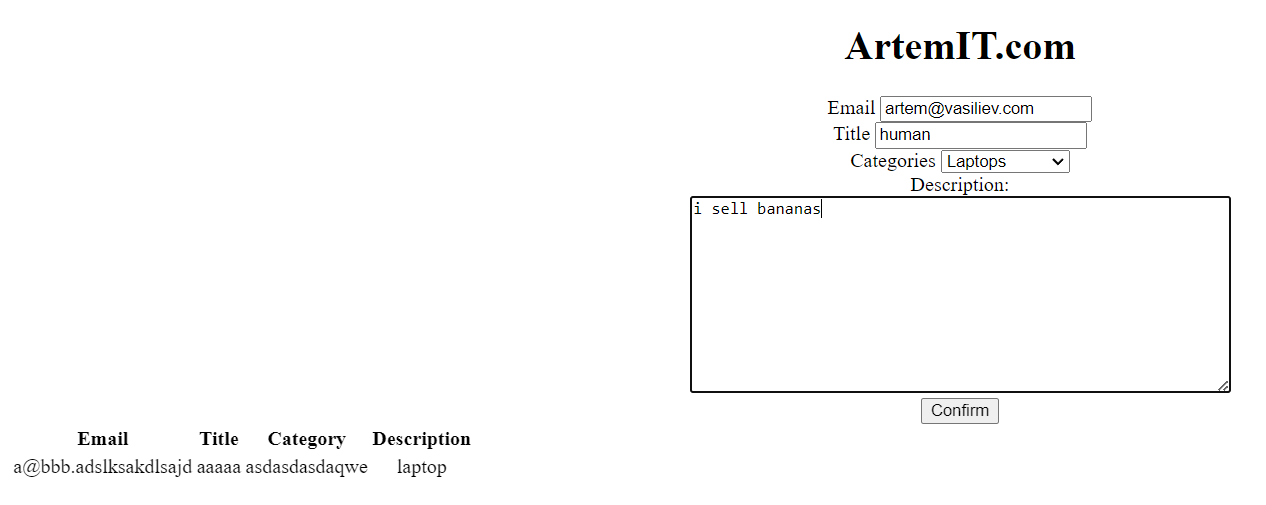 ArtemIT.com
Email artem@vasiliev.com
Title human
Categories Laptops
Description:
i sell bananas
Confirm
Email Title Category Description
a@bbb.adslksakdlsajd aaaaa asdasdasdaqwe laptop